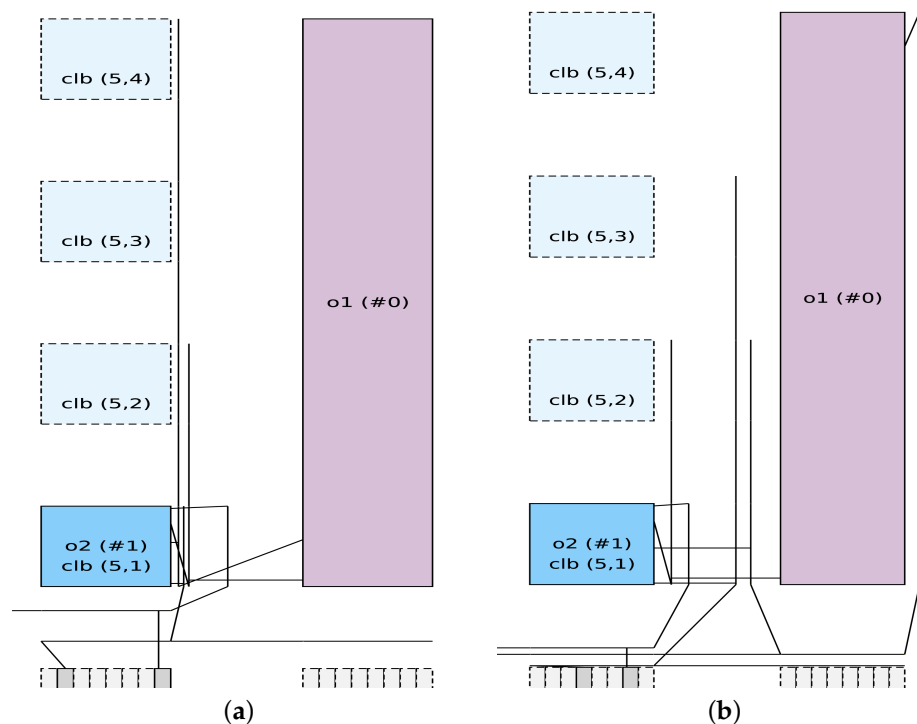 clb (5,4)
clb (5,3)
clb (5,2)
o2 (#1)
clb (5,1)
o1 (#0)
(a)
clb (5,4)
clb (5,3)
clb (5,2)
o2 (#1)
clb (5,1)
o1 (#0)
(b)